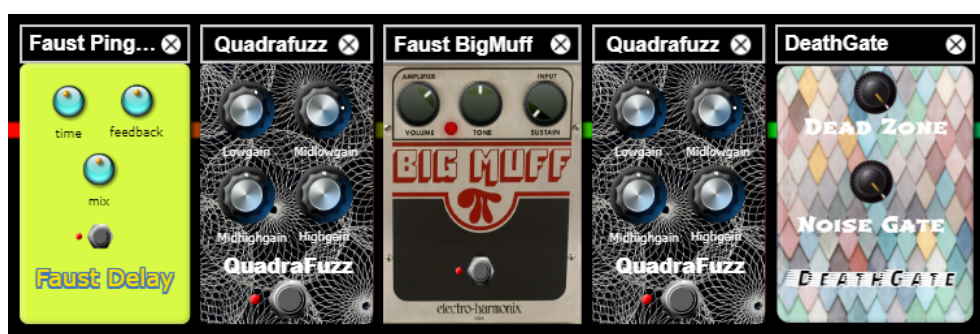 Faust Ping...
time feedback
mix
Faust Delay
Quadrafuzz
Lowgain Midlowgain
Midhighgain Highgain
QuadraFuzz
Faust BigMuff
AMPLIFIER INPUT
VOLUME TONE SUSTAIN
BIG MUFF
π
electro-harmonix
USA
Quadrafuzz
Lowgain Midlowgain
Midhighgain Highgain
QuadraFuzz
DeathGate
DEAD ZONE
NOISE GATE
DEATHGATE